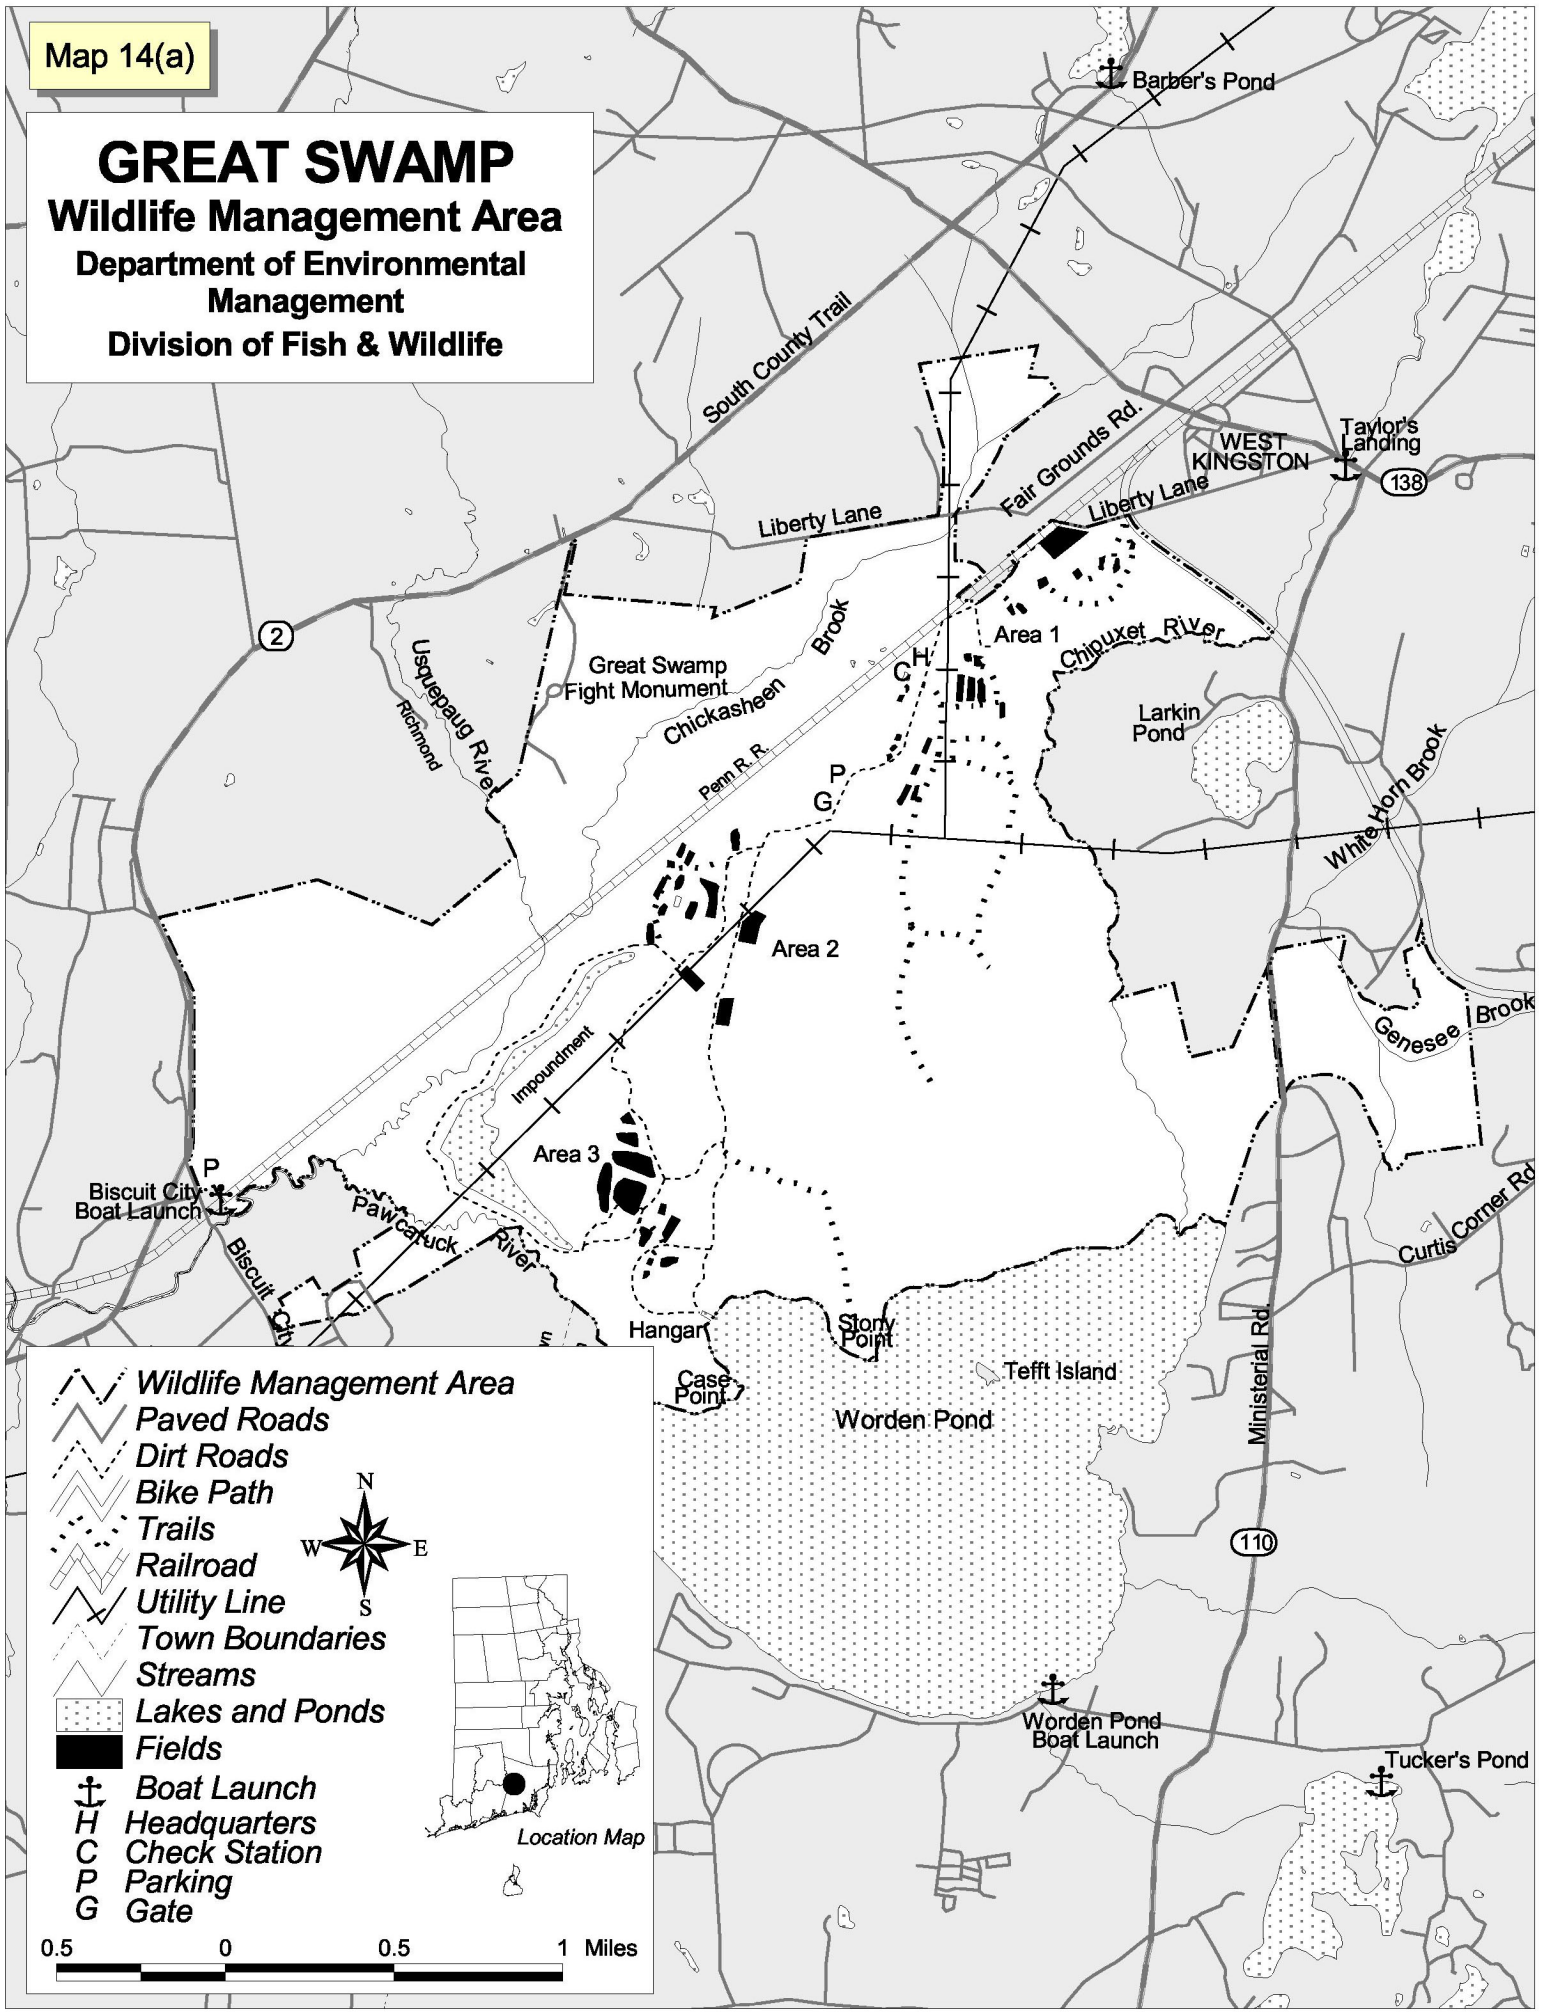 Map 14(a)
GREAT SWAMP
Wildlife Management Area
Department of Environmental
Management
Division of Fish & Wildlife
Barber's Pond
South County Trail
Fair Grounds Rd.
WEST
KINGSTON
Taylor's
Landing
138
Liberty Lane
Liberty Lane
2
Usquepaug River
Richmond
Great Swamp
Fight Monument
Chickasheen
Brook
Penn R. R.
Area 1
H
C
Chipuxet River
Larkin
Pond
White Horn Brook
P
G
Area 2
Genesee Brook
Impoundment
Area 3
P
Biscuit City
Boat Launch
Biscuit City
Pawcatuck
River
Curtis Corner Rd
Hangar
Stony
Point
Case
Point
Tefft Island
Worden Pond
Ministerial Rd.
110
Worden Pond
Boat Launch
Tucker's Pond
Wildlife Management Area
Paved Roads
Dirt Roads
Bike Path
Trails
Railroad
Utility Line
Town Boundaries
Streams
Lakes and Ponds
Fields
Boat Launch
H Headquarters
C Check Station
P Parking
G Gate
N
W E
S
Location Map
0.5 0 0.5 1 Miles